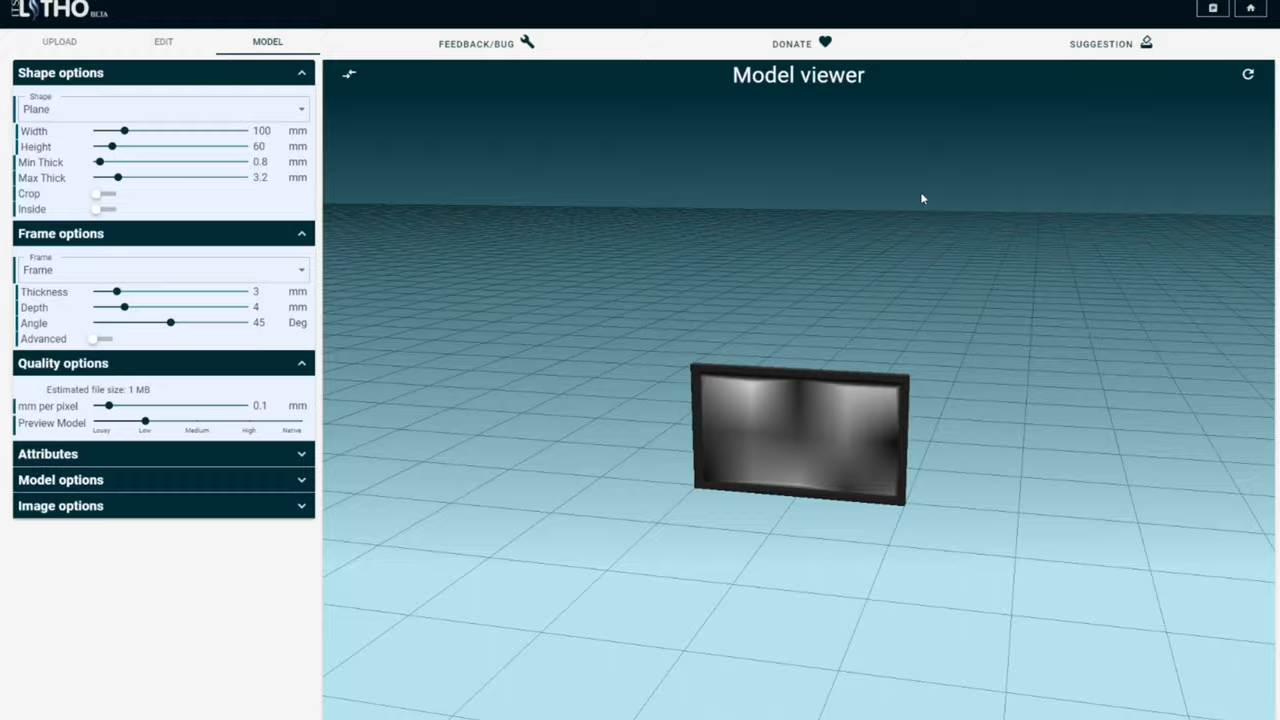 ITS LITHO BETA
UPLOAD EDIT MODEL
FEEDBACK/BUG DONATE SUGGESTION
Shape options
Shape
Plane
Width 100 mm
Height 60 mm
Min Thick 0.8 mm
Max Thick 3.2 mm
Crop
Inside
Frame options
Frame
Frame
Thickness 3 mm
Depth 4 mm
Angle 45 Deg
Advanced
Quality options
Estimated file size: 1 MB
mm per pixel 0.1 mm
Preview Model
Lousy Low Medium High Native
Attributes
Model options
Image options
Model viewer